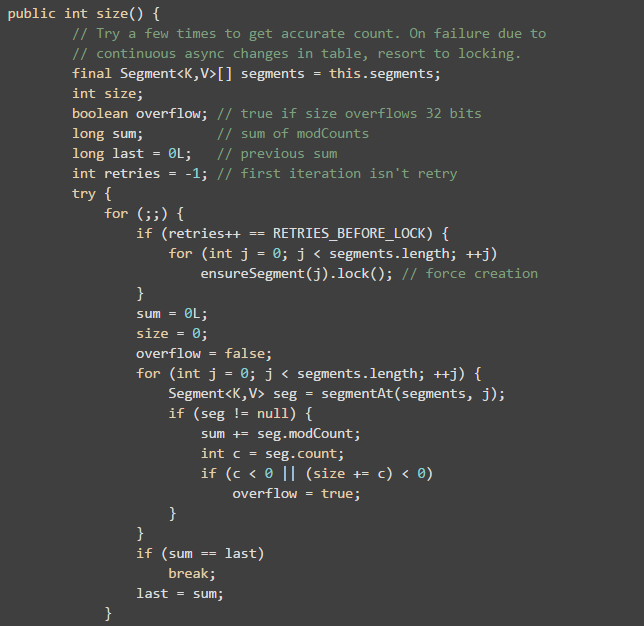 public int size() {
        // Try a few times to get accurate count. On failure due to
        // continuous async changes in table, resort to locking.
        final Segment<K,V>[] segments = this.segments;
        int size;
        boolean overflow; // true if size overflows 32 bits
        long sum;         // sum of modCounts
        long last = 0L;   // previous sum
        int retries = -1; // first iteration isn't retry
        try {
            for (;;) {
                if (retries++ == RETRIES_BEFORE_LOCK) {
                    for (int j = 0; j < segments.length; ++j)
                        ensureSegment(j).lock(); // force creation
                }
                sum = 0L;
                size = 0;
                overflow = false;
                for (int j = 0; j < segments.length; ++j) {
                    Segment<K,V> seg = segmentAt(segments, j);
                    if (seg != null) {
                        sum += seg.modCount;
                        int c = seg.count;
                        if (c < 0 || (size += c) < 0)
                            overflow = true;
                    }
                }
                if (sum == last)
                    break;
                last = sum;
            }